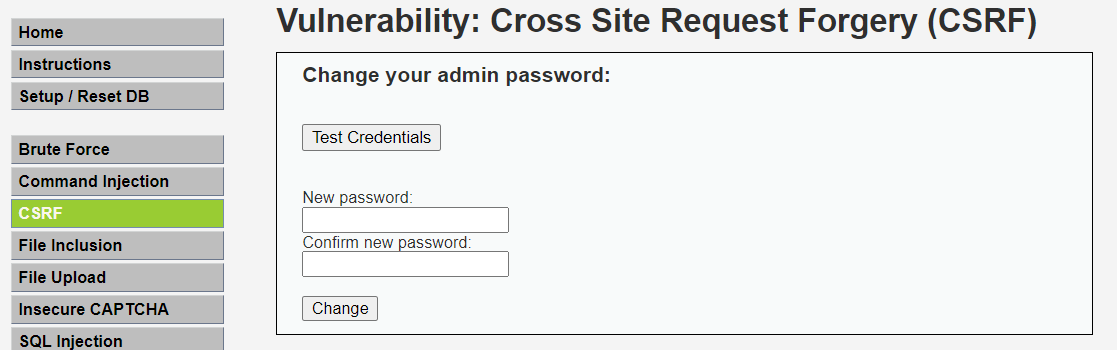 Home
Instructions
Setup / Reset DB
Brute Force
Command Injection
CSRF
File Inclusion
File Upload
Insecure CAPTCHA
SQL Injection
Vulnerability: Cross Site Request Forgery (CSRF)
Change your admin password:
Test Credentials
New password:
Confirm new password:
Change